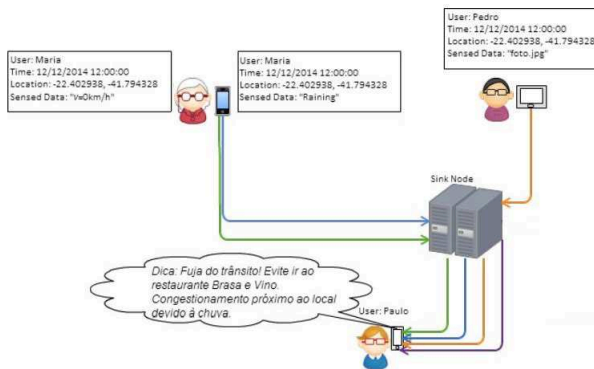 User: Pedro
Time: 12/12/2014 12:00:00
Location: -22.402938, -41.794328
Sensed Data: "foto.jpg"
User: Maria
Time: 12/12/2014 12:00:00
Location: -22.402938, -41.794328
Sensed Data: "V=0km/h"
User: Maria
Time: 12/12/2014 12:00:00
Location: -22.402938, -41.794328
Sensed Data: "Raining"
Sink Node
Dica: Fuja do trânsito! Evite ir ao
restaurante Brasa e Vino.
Congestionamento próximo ao local
devido à chuva.
User: Paulo